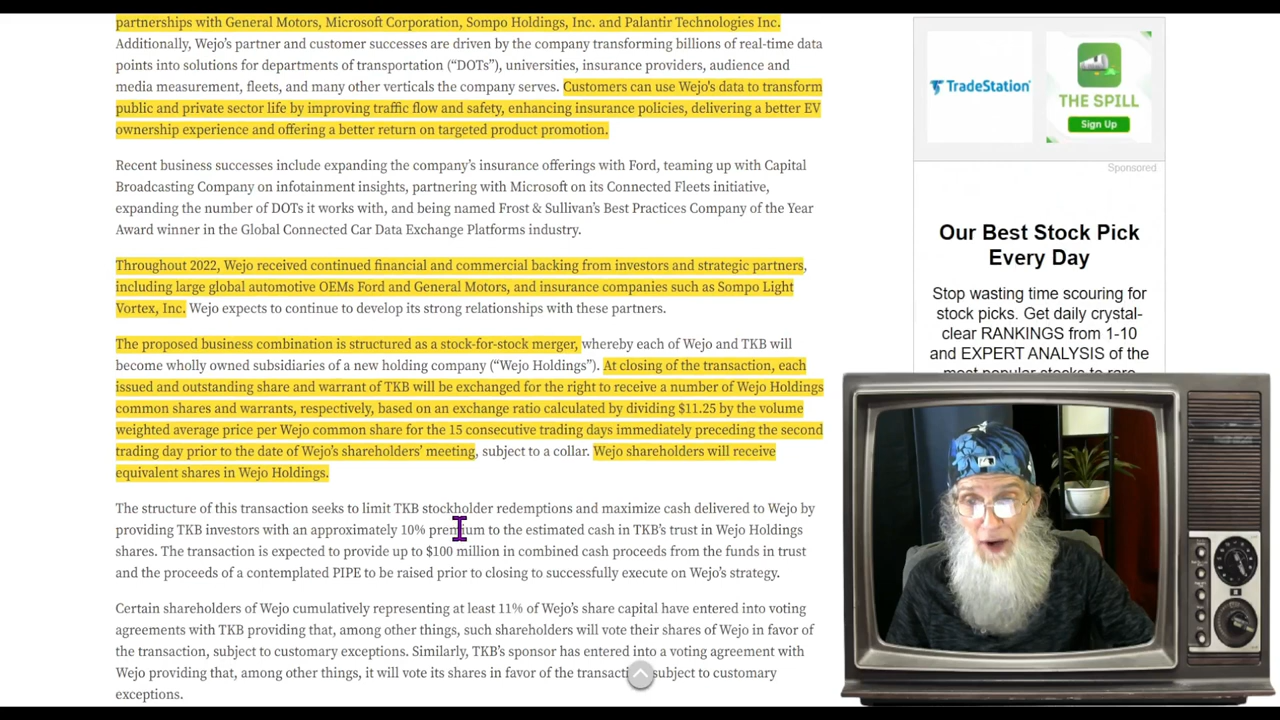 partnerships with General Motors, Microsoft Corporation, Sompo Holdings, Inc. and Palantir Technologies Inc.
Additionally, Wejo’s partner and customer successes are driven by the company transforming billions of real-time data
points into solutions for departments of transportation (“DOTs”), universities, insurance providers, audience and
media measurement, fleets, and many other verticals the company serves. Customers can use Wejo's data to transform
public and private sector life by improving traffic flow and safety, enhancing insurance policies, delivering a better EV
ownership experience and offering a better return on targeted product promotion.
Recent business successes include expanding the company’s insurance offerings with Ford, teaming up with Capital
Broadcasting Company on infotainment insights, partnering with Microsoft on its Connected Fleets initiative,
expanding the number of DOTs it works with, and being named Frost & Sullivan’s Best Practices Company of the Year
Award winner in the Global Connected Car Data Exchange Platforms industry.
Throughout 2022, Wejo received continued financial and commercial backing from investors and strategic partners,
including large global automotive OEMs Ford and General Motors, and insurance companies such as Sompo Light
Vortex, Inc. Wejo expects to continue to develop its strong relationships with these partners.
The proposed business combination is structured as a stock-for-stock merger, whereby each of Wejo and TKB will
become wholly owned subsidiaries of a new holding company (“Wejo Holdings”). At closing of the transaction, each
issued and outstanding share and warrant of TKB will be exchanged for the right to receive a number of Wejo Holdings
common shares and warrants, respectively, based on an exchange ratio calculated by dividing $11.25 by the volume
weighted average price per Wejo common share for the 15 consecutive trading days immediately preceding the second
trading day prior to the date of Wejo’s shareholders’ meeting, subject to a collar. Wejo shareholders will receive
equivalent shares in Wejo Holdings.
The structure of this transaction seeks to limit TKB stockholder redemptions and maximize cash delivered to Wejo by
providing TKB investors with an approximately 10% premium to the estimated cash in TKB’s trust in Wejo Holdings
shares. The transaction is expected to provide up to $100 million in combined cash proceeds from the funds in trust
and the proceeds of a contemplated PIPE to be raised prior to closing to successfully execute on Wejo’s strategy.
Certain shareholders of Wejo cumulatively representing at least 11% of Wejo’s share capital have entered into voting
agreements with TKB providing that, among other things, such shareholders will vote their shares of Wejo in favor of
the transaction, subject to customary exceptions. Similarly, TKB’s sponsor has entered into a voting agreement with
Wejo providing that, among other things, it will vote its shares in favor of the transacti subject to customary
exceptions.
TradeStation
THE SPILL
Sign Up
Sponsored
Our Best Stock Pick
Every Day
Stop wasting time scouring for
stock picks. Get daily crystal-
clear RANKINGS from 1-10
and EXPERT ANALYSIS of the
most popular stocks to rare